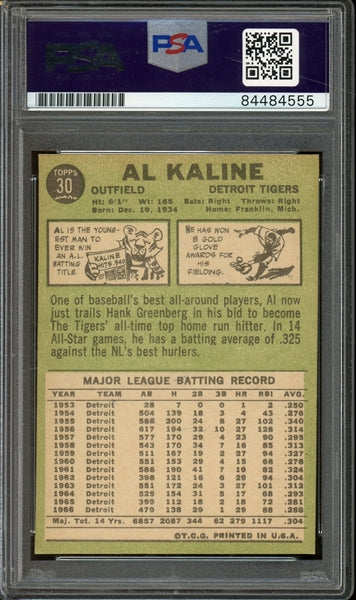 PSA
84484555
TOPPS
30
AL KALINE
OUTFIELD DETROIT TIGERS
Ht: 6'1" Wt: 185 Bats: Right Throws: Right
Born: Dec. 19, 1934 Home: Franklin, Mich.
AL IS THE YOUNG-
EST MAN TO
EVER WIN
AN A.L.
BATTING
TITLE.
KALINE
HITS 340
HE HAS WON
8 GOLD
GLOVE
AWARDS FOR
HIS
FIELDING.
One of baseball's best all-around players, Al now
just trails Hank Greenberg in his bid to become
The Tigers' all-time top home run hitter. In 14
All-Star games, he has a batting average of .325
against the NL's best hurlers.
MAJOR LEAGUE BATTING RECORD
YEAR TEAM AB H 2B 3B HR RBI AVG.
1953 Detroit 28 7 0 0 1 2 .250
1954 Detroit 504 139 18 3 4 43 .276
1955 Detroit 588 200 24 8 27 102 .340
1956 Detroit 617 194 32 10 27 128 .314
1957 Detroit 577 170 29 4 23 90 .295
1958 Detroit 543 170 34 7 16 85 .313
1959 Detroit 511 167 19 2 27 94 .327
1960 Detroit 551 153 29 4 15 68 .278
1961 Detroit 586 190 41 7 19 82 .324
1962 Detroit 398 121 16 6 29 94 .304
1963 Detroit 551 172 24 3 27 101 .312
1964 Detroit 525 154 31 5 17 68 .293
1965 Detroit 399 112 18 2 18 72 .281
1966 Detroit 479 138 29 1 29 88 .288
Maj. Tot. 14 Yrs. 6857 2087 344 62 279 1117 .304
©T.C.G. PRINTED IN U.S.A.